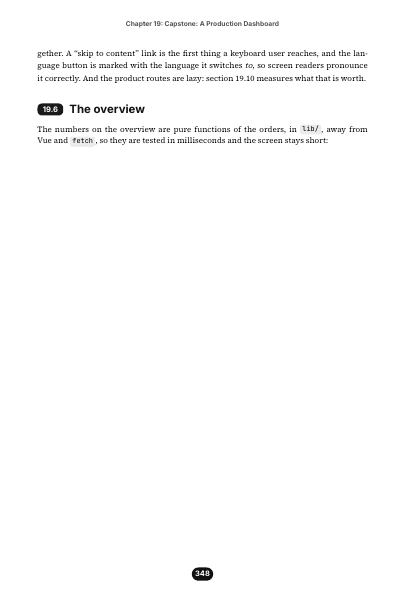 Chapter 19: Capstone: A Production Dashboard
gether. A “skip to content” link is the first thing a keyboard user reaches, and the lan-
guage button is marked with the language it switches to, so screen readers pronounce
it correctly. And the product routes are lazy: section 19.10 measures what that is worth.
19.6 The overview
The numbers on the overview are pure functions of the orders, in lib/, away from
Vue and fetch, so they are tested in milliseconds and the screen stays short:
348